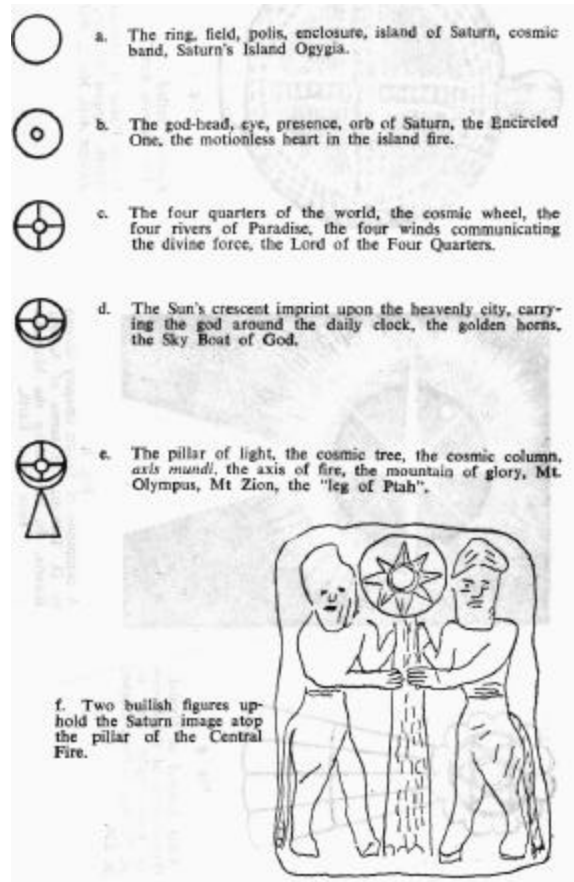 a. The ring, field, polis, enclosure, island of Saturn, cosmic
band, Saturn's Island Ogygia.
b. The god-head, eye, presence, orb of Saturn, the Encircled
One, the motionless heart in the island fire.
c. The four quarters of the world, the cosmic wheel, the
four rivers of Paradise, the four winds communicating
the divine force, the Lord of the Four Quarters.
d. The Sun's crescent imprint upon the heavenly city, carry-
ing the god around the daily clock, the golden horns,
the Sky Boat of God.
e. The pillar of light, the cosmic tree, the cosmic column,
axis mundi, the axis of fire, the mountain of glory, Mt.
Olympus, Mt Zion, the "leg of Ptah".
f. Two bullish figures up-
hold the Saturn image atop
the pillar of the Central
Fire.